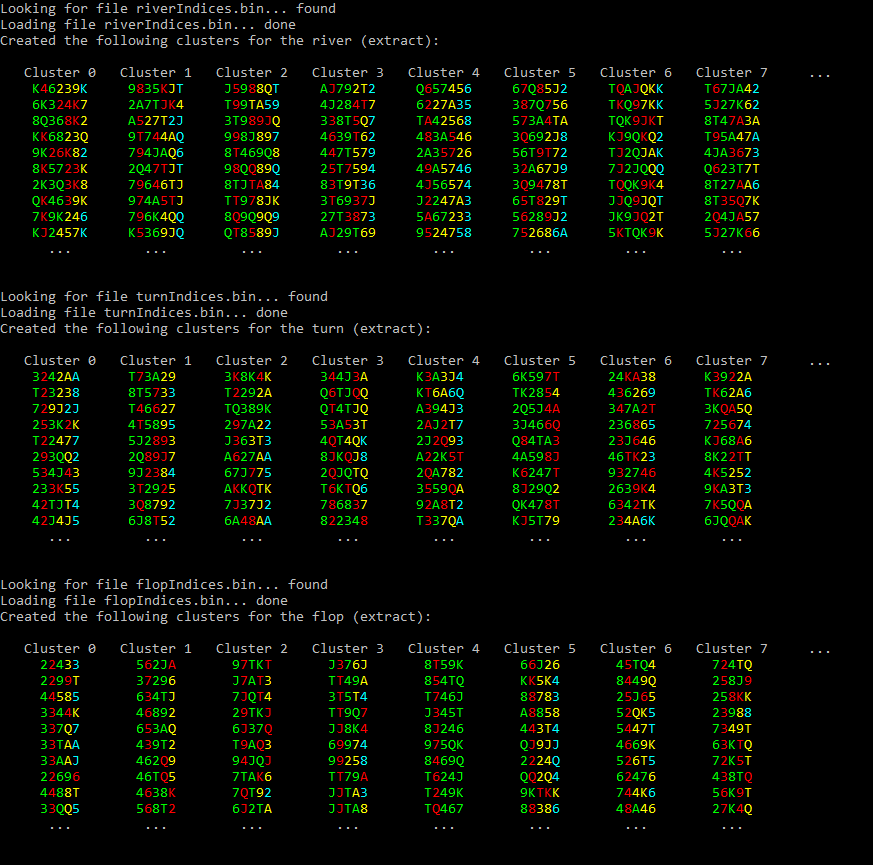 Looking for file riverIndices.bin... found
Loading file riverIndices.bin... done
Created the following clusters for the river (extract):
Cluster 0 Cluster 1 Cluster 2 Cluster 3 Cluster 4 Cluster 5 Cluster 6 Cluster 7 ...
K46239K 9835KJT J5988QT AJ792T2 Q657456 67Q85J2 TQAJQKK T67JA42
6K324K7 2A7TJK4 T99TA59 4J284T7 6227A35 387Q756 TKQ97KK 5J27K62
8Q368K2 A527T2J 3T989JQ 338T5Q7 TA42568 573A4TA TQK9JKT 8T47A3A
KK6823Q 9T744AQ 998J897 4639T62 483A546 3Q692J8 KJ9QKQ2 T95A47A
9K26K82 794JAQ6 8T469Q8 447T579 2A35726 56T9T72 TJ2QJAK 4JA3673
8K5723K 2Q47TJT 98QQ89Q 25T7594 49A5746 32A67J9 7J2JQQQ Q623T7T
2K3Q3K8 79646TJ 8TJTA84 83T9T36 4J56574 3Q9478T TQQK9K4 8T27AA6
QK4639K 974A5TJ TT978JK 3T6937J J2247A3 65T829T JJQ9JQT 8T35Q7K
7K9K246 796K4QQ 8Q9Q9Q9 27T3873 5A67233 56289J2 JK9JQ2T 2Q4JA57
KJ2457K K5369JQ QT8589J AJ29T69 9524758 752686A 5KTQK9K 5J27K66
... ... ... ... ... ... ... ...
Looking for file turnIndices.bin... found
Loading file turnIndices.bin... done
Created the following clusters for the turn (extract):
Cluster 0 Cluster 1 Cluster 2 Cluster 3 Cluster 4 Cluster 5 Cluster 6 Cluster 7 ...
3242AA T73A29 3K8K4K 344J3A K3A3J4 6K597T 24KA38 K3922A
T23238 8T5733 T2292A Q6TJQQ KT6A6Q TK2854 436269 TK62A6
729J2J T46627 TQ389K QT4TJQ A394J3 2Q5J4A 347A2T 3KQA5Q
253K2K 4T5895 297A22 53A53T 2AJ2T7 3J466Q 236865 725674
T22477 5J2893 J363T3 4QT4QK 2J2Q93 Q84TA3 23J646 KJ68A6
293QQ2 2Q89J7 A627AA 8JKQJ8 A22K5T 4A598J 46TK23 8K22TT
534J43 9J2384 67J775 2QJQTQ 2QA782 K6247T 932746 4K5252
233K55 3T2925 AKKQTK T6KTQ6 3559QA 8J29Q2 2639K4 9KA3T3
42TJT4 3Q8792 7J37J2 786837 92A8T2 QK478T 6342TK 7K5QQA
42J4J5 6J8T52 6A48AA 822348 T337QA KJ5T79 234A6K 6JQQAK
... ... ... ... ... ... ... ...
Looking for file flopIndices.bin... found
Loading file flopIndices.bin... done
Created the following clusters for the flop (extract):
Cluster 0 Cluster 1 Cluster 2 Cluster 3 Cluster 4 Cluster 5 Cluster 6 Cluster 7 ...
22433 562JA 97TKT J376J 8T59K 66J26 45TQ4 724TQ
2299T 37296 J7AT3 TT49A 854TQ KK5K4 8449Q 258J9
44585 634TJ 7JQT4 3T5T4 T746J 88783 25J65 258KK
3344K 46892 29TKJ TT9Q7 J345T A8858 52QK5 23988
337Q7 653AQ 6J37Q JJ8K4 8J246 443T4 5447T 7349T
33TAA 439T2 T9AQ3 69974 975QK QJ9JJ 4669K 63KTQ
33AAJ 462Q9 94JQJ 99258 8469Q 2224Q 526T5 72K5T
22696 46TQ5 7TAK6 TT79A T624J QQ2Q4 62476 438TQ
4488T 4638K 7QT92 JJTA3 T249K 9KTKK 744K6 56K9T
33QQ5 568T2 6J2TA JJTA8 TQ467 88386 48A46 27K4Q
... ... ... ... ... ... ... ...